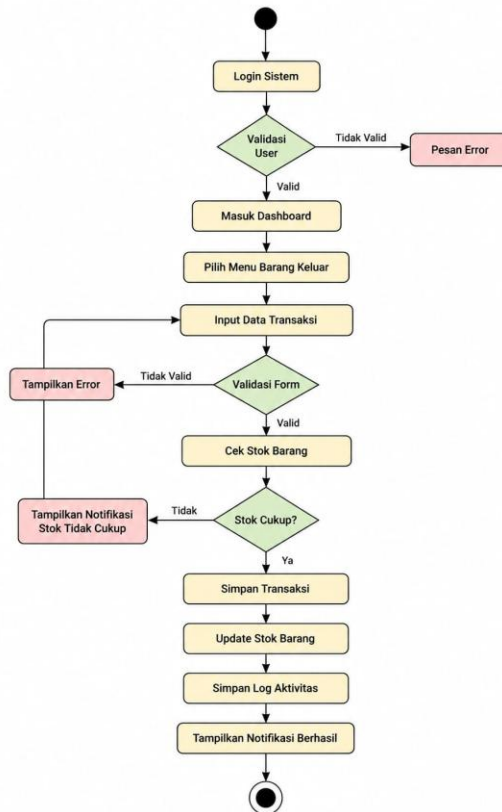 Login Sistem
Validasi
User
Tidak Valid
Pesan Error
Valid
Masuk Dashboard
Pilih Menu Barang Keluar
Input Data Transaksi
Tampilkan Error
Tidak Valid
Validasi Form
Valid
Cek Stok Barang
Tampilkan Notifikasi
Stok Tidak Cukup
Tidak
Stok Cukup?
Ya
Simpan Transaksi
Update Stok Barang
Simpan Log Aktivitas
Tampilkan Notifikasi Berhasil